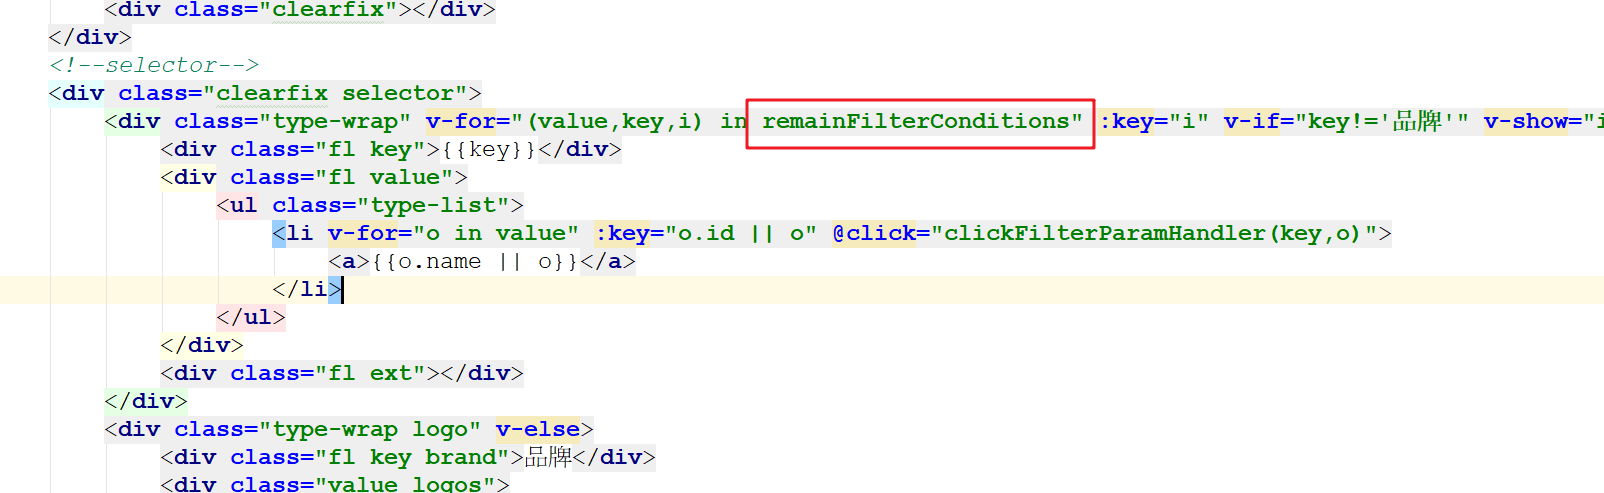 <div class="clearfix"></div>
</div>
<!--selector-->
<div class="clearfix selector">
<div class="type-wrap" v-for="(value,key,i) in remainFilterConditions" :key="i" v-if="key!='品牌'" v-show="i
<div class="fl key">{{key}}</div>
<div class="fl value">
<ul class="type-list">
<li v-for="o in value" :key="o.id || o" @click="clickFilterParamHandler(key,o)">
<a>{{o.name || o}}</a>
</li>
</ul>
</div>
<div class="fl ext"></div>
</div>
<div class="type-wrap logo" v-else>
<div class="fl key brand">品牌</div>
<div class="value logos">